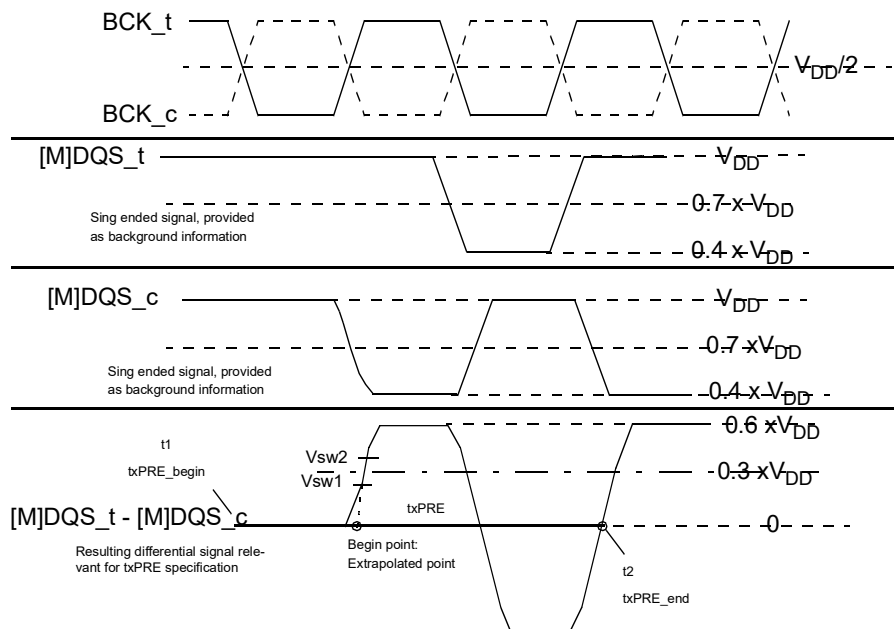 BCK_t
VDD/2
BCK_c
[M]DQS_t
VDD
0.7 x VDD
Sing ended signal, provided
as background information
0.4 x VDD
[M]DQS_c
VDD
0.7 xVDD
Sing ended signal, provided
as background information
0.4 x VDD
0.6 xVDD
t1
txPRE_begin
Vsw2
Vsw1
0.3 xVDD
txPRE
[M]DQS_t - [M]DQS_c
0
Resulting differential signal rele-
vant for txPRE specification
Begin point:
Extrapolated point
t2
txPRE_end